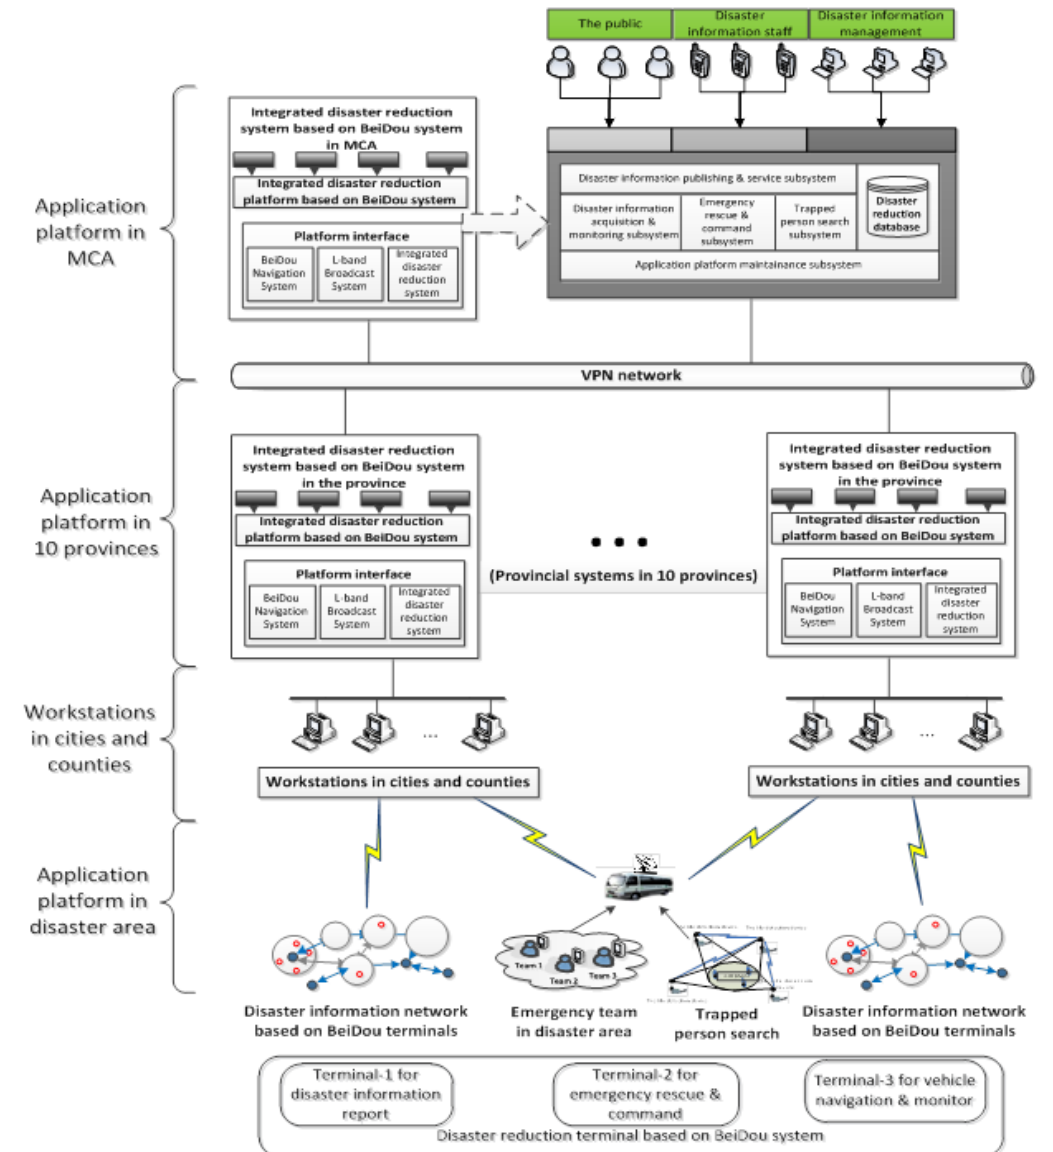 The public
Disaster
information staff
Disaster information
management
Application
platform in
MCA
Integrated disaster reduction
system based on BeiDou system
in MCA
Integrated disaster reduction
platform based on BeiDou system
Platform interface
BeiDou
Navigation
System
L-band
Broadcast
System
Integrated
disaster
reduction
system
Disaster information publishing & service subsystem
Disaster information
acquisition &
monitoring subsystem
Emergency
rescue &
command
subsystem
Trapped
person search
subsystem
Disaster
reduction
database
Application platform maintainance subsystem
VPN network
Application
platform in
10 provinces
Integrated disaster reduction
system based on BeiDou system
in the province
Integrated disaster reduction
platform based on BeiDou system
Platform interface
BeiDou
Navigation
System
L-band
Broadcast
System
Integrated
disaster
reduction
system
(Provincial systems in 10 provinces)
Integrated disaster reduction
system based on BeiDou system
in the province
Integrated disaster reduction
platform based on BeiDou system
Platform interface
BeiDou
Navigation
System
L-band
Broadcast
System
Integrated
disaster
reduction
system
Workstations
in cities and
counties
...
Workstations in cities and counties
...
Workstations in cities and counties
Application
platform in
disaster area
Team 1
Team 2
Team 3
Disaster information network
based on BeiDou terminals
Emergency team
in disaster area
Trapped
person search
Disaster information network
based on BeiDou terminals
Terminal-1 for
disaster information
report
Terminal-2 for
emergency rescue &
command
Terminal-3 for vehicle
navigation & monitor
Disaster reduction terminal based on BeiDou system